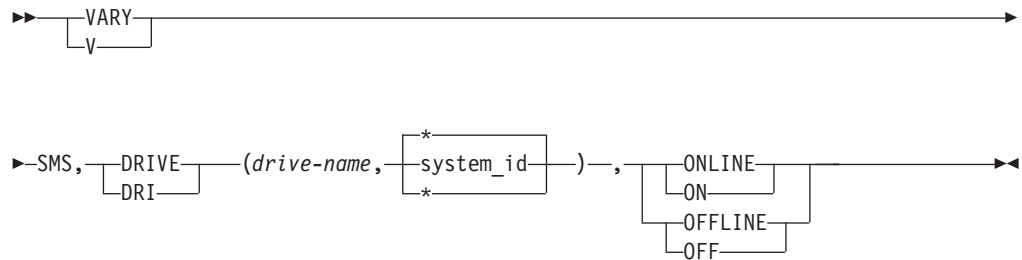 VARY
V
*
SMS, DRIVE (drive-name, system_id ) , ONLINE
DRI * ON
OFFLINE
OFF